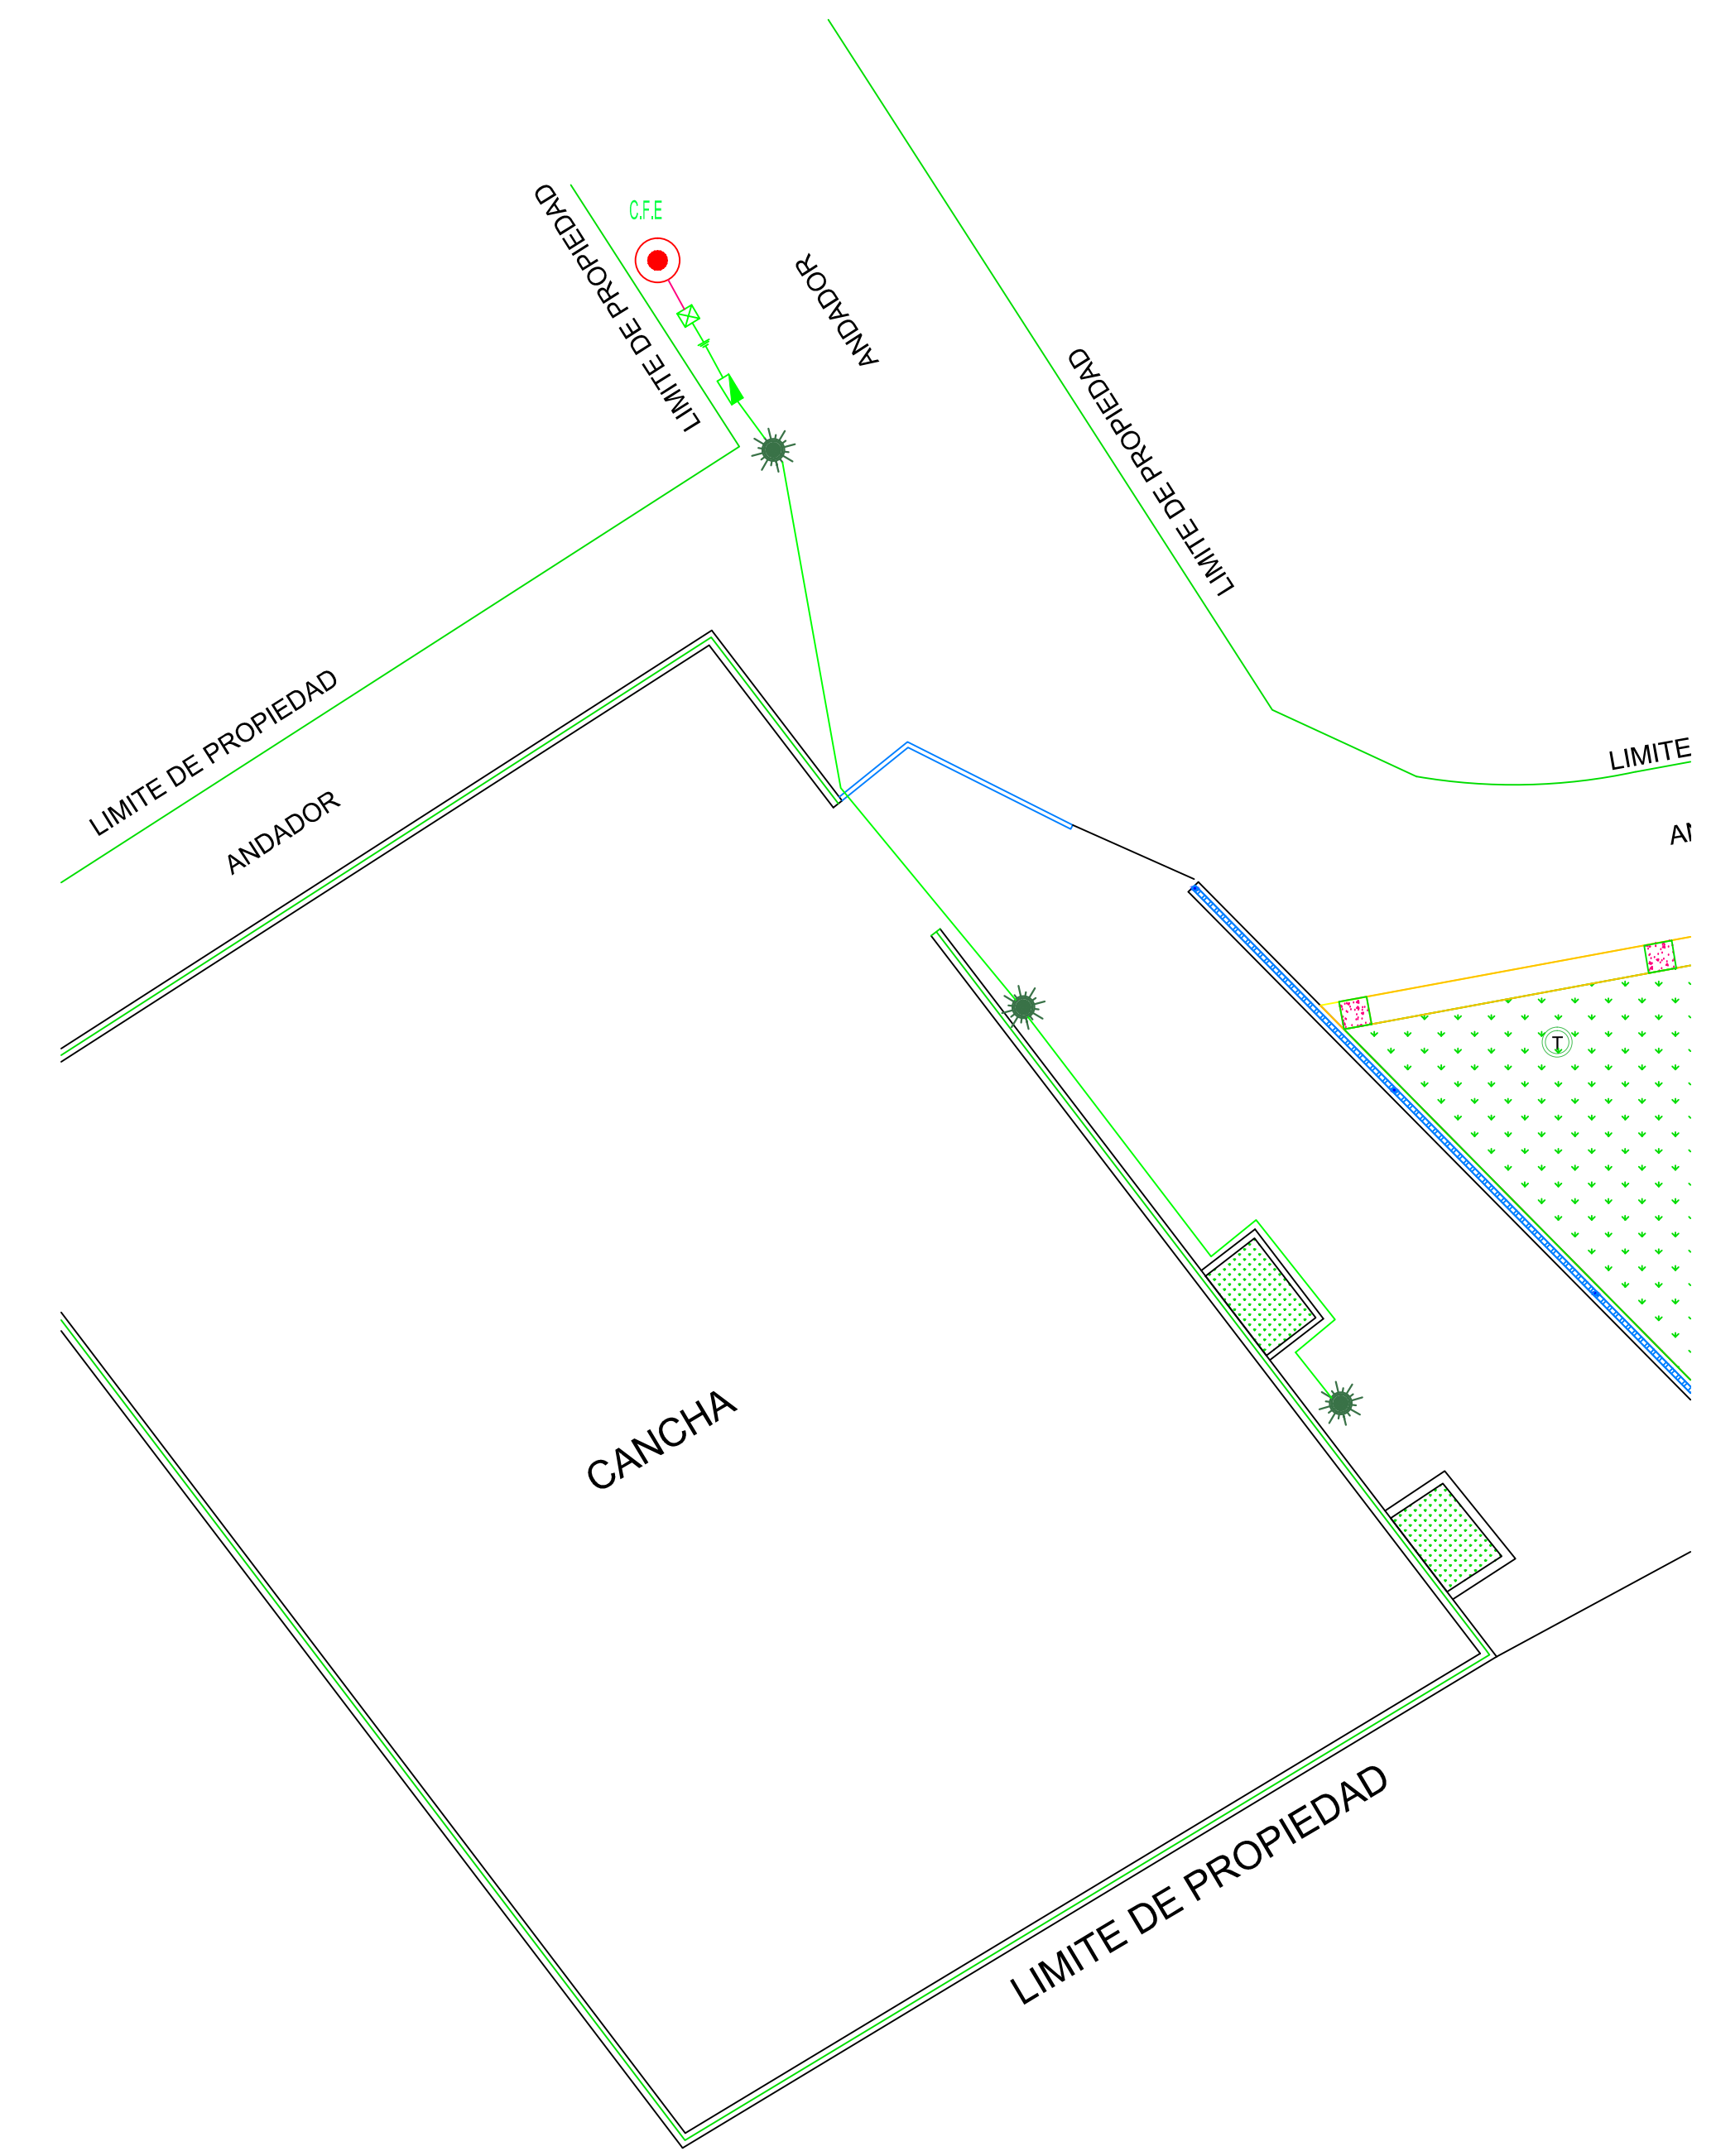 LIMITE DE PROPIEDAD
C.F.E
ANDADOR
LIMITE DE PROPIEDAD
LIMITE DE PROPIEDAD
ANDADOR
LIMITE
T
CANCHA
LIMITE DE PROPIEDAD